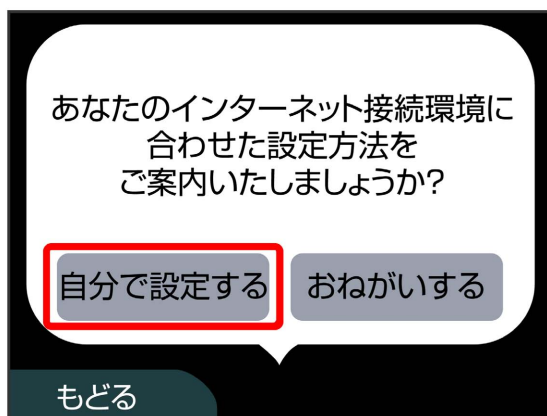 あなたのインターネット接続環境に
合わせた設定方法を
ご案内いたしましょうか?
自分で設定する
おねがいする
もどる